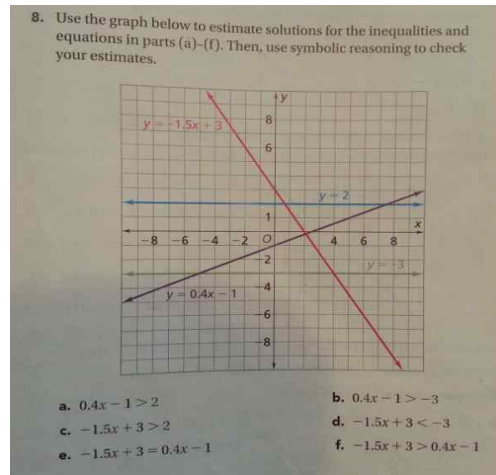 8. Use the graph below to estimate solutions for the inequalities and
equations in parts (a)–(f). Then, use symbolic reasoning to check
your estimates.
y
y = -1.5x + 3
8
6
y = 2
1
x
-8 -6 -4 -2 O 4 6 8
-2
y = -3
-4
y = 0.4x - 1
-6
-8
a. 0.4x - 1 > 2
b. 0.4x - 1 > -3
c. -1.5x + 3 > 2
d. -1.5x + 3 < -3
e. -1.5x + 3 = 0.4x - 1
f. -1.5x + 3 > 0.4x - 1